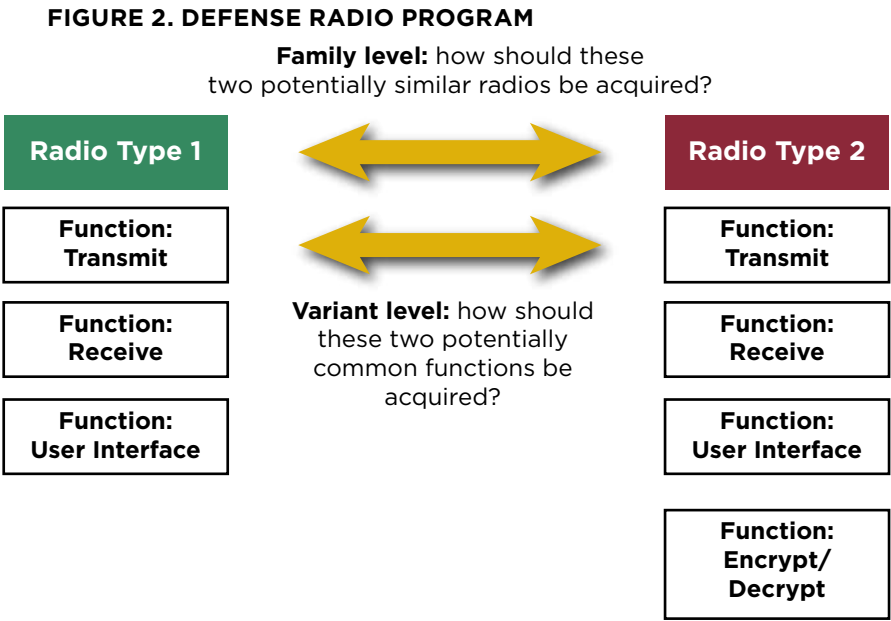 FIGURE 2. DEFENSE RADIO PROGRAM
Family level: how should these
two potentially similar radios be acquired?
Radio Type 1
Radio Type 2
Function:
Transmit
Function:
Transmit
Function:
Receive
Variant level: how should
these two potentially
common functions be
acquired?
Function:
Receive
Function:
User Interface
Function:
User Interface
Function:
Encrypt/
Decrypt